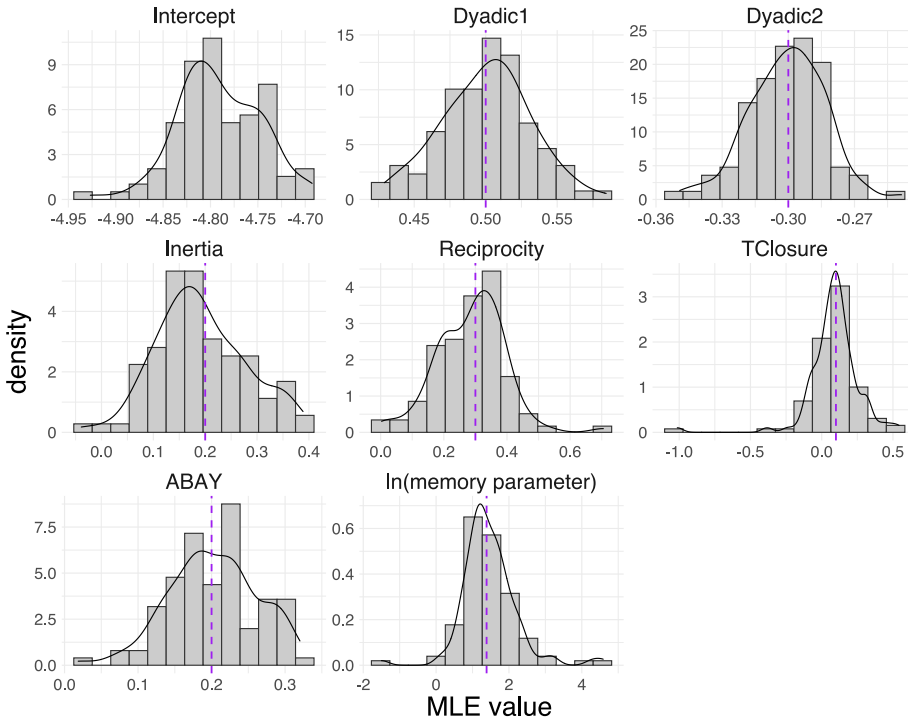 Intercept
Dyadic1
Dyadic2
9
6
3
0
-4.95 -4.90 -4.85 -4.80 -4.75 -4.70
15
10
5
0
0.45 0.50 0.55
25
20
15
10
5
0
-0.36 -0.33 -0.30 -0.27
Inertia
Reciprocity
TClosure
density
4
2
0
0.0 0.1 0.2 0.3 0.4
4
3
2
1
0
0.0 0.2 0.4 0.6
3
2
1
0
-1.0 -0.5 0.0 0.5
ABAY
ln(memory parameter)
7.5
5.0
2.5
0.0
0.0 0.1 0.2 0.3
0.6
0.4
0.2
0.0
-2 0 2 4
MLE value